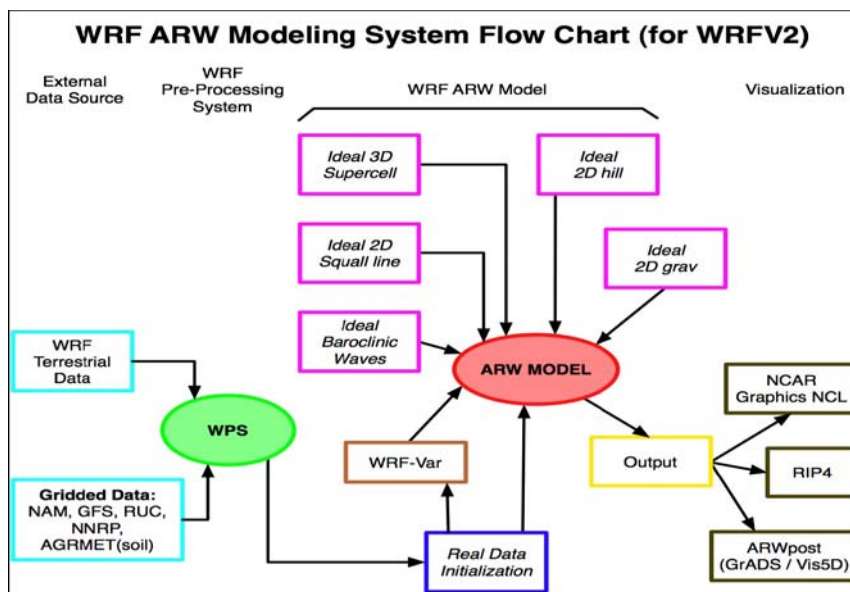 WRF ARW Modeling System Flow Chart (for WRFV2)
External
Data Source
WRF
Pre-Processing
System
WRF ARW Model
Visualization
Ideal 3D
Supercell
Ideal
2D hill
Ideal 2D
Squall line
Ideal
2D grav
Ideal
Baroclinic
Waves
WRF
Terrestrial
Data
ARW MODEL
NCAR
Graphics NCL
WPS
WRF-Var
Output
RIP4
Gridded Data:
NAM, GFS, RUC,
NNRP,
AGRMET(soil)
Real Data
Initialization
ARWpost
(GrADS / Vis5D)